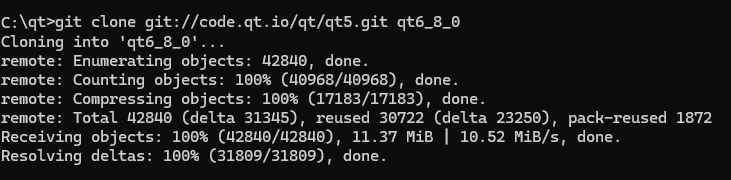 C:\qt>git clone git://code.qt.io/qt/qt5.git qt6_8_0
Cloning into 'qt6_8_0'...
remote: Enumerating objects: 42840, done.
remote: Counting objects: 100% (40968/40968), done.
remote: Compressing objects: 100% (17183/17183), done.
remote: Total 42840 (delta 31345), reused 30722 (delta 23250), pack-reused 1872
Receiving objects: 100% (42840/42840), 11.37 MiB | 10.52 MiB/s, done.
Resolving deltas: 100% (31809/31809), done.